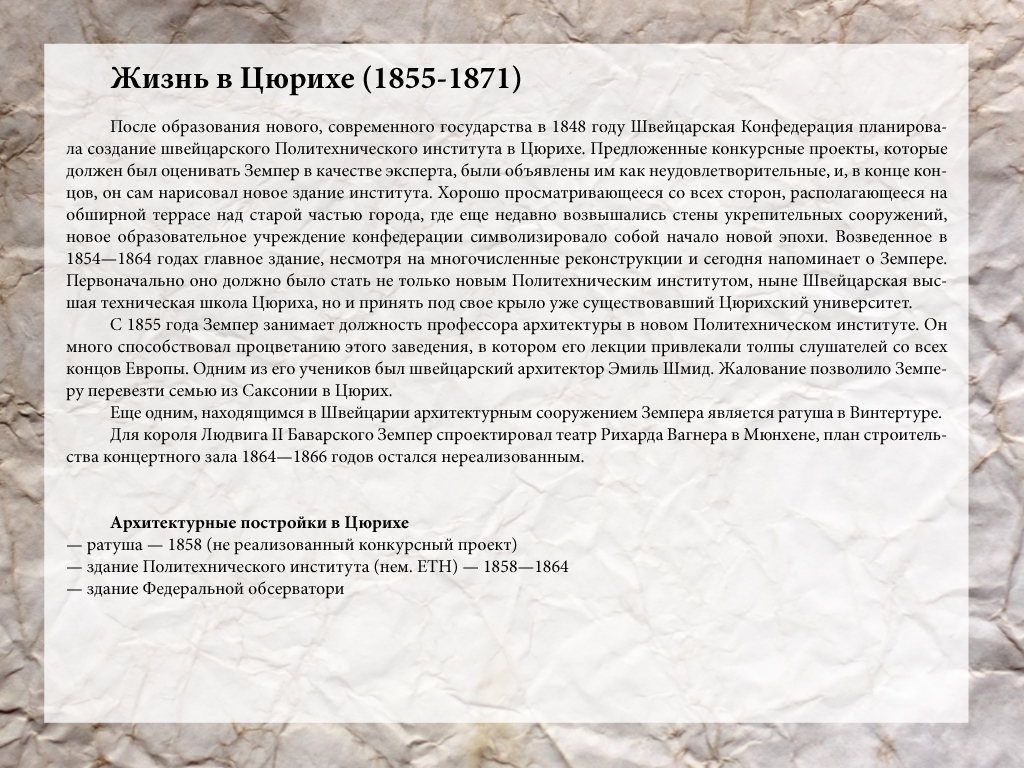 Жизнь в Цюрихе (1855-1871)
После образования нового, современного государства в 1848 году Швейцарская Конфедерация планирова-
ла создание швейцарского Политехнического института в Цюрихе. Предложенные конкурсные проекты, которые
должен был оценивать Земпер в качестве эксперта, были объявлены им как неудовлетворительные, и, в конце кон-
цов, он сам нарисовал новое здание института. Хорошо просматривающееся со всех сторон, располагающееся на
обширной террасе над старой частью города, где еще недавно возвышались стены укрепительных сооружений,
новое образовательное учреждение конфедерации символизировало собой начало новой эпохи. Возведенное в
1854—1864 годах главное здание, несмотря на многочисленные реконструкции и сегодня напоминает о Земпере.
Первоначально оно должно было стать не только новым Политехническим институтом, ныне Швейцарская выс-
шая техническая школа Цюриха, но и принять под свое крыло уже существовавший Цюрихский университет.
С 1855 года Земпер занимает должность профессора архитектуры в новом Политехническом институте. Он
много способствовал процветанию этого заведения, в котором его лекции привлекали толпы слушателей со всех
концов Европы. Одним из его учеников был швейцарский архитектор Эмиль Шмид. Жалование позволило Земпе-
ру перевезти семью из Саксонии в Цюрих.
Еще одним, находящимся в Швейцарии архитектурным сооружением Земпера является ратуша в Винтертуре.
Для короля Людвига II Баварского Земпер спроектировал театр Рихарда Вагнера в Мюнхене, план строитель-
ства концертного зала 1864—1866 годов остался нереализованным.
Архитектурные постройки в Цюрихе
— ратуша — 1858 (не реализованный конкурсный проект)
— здание Политехнического института (нем. ETH) — 1858—1864
— здание Федеральной обсерватори